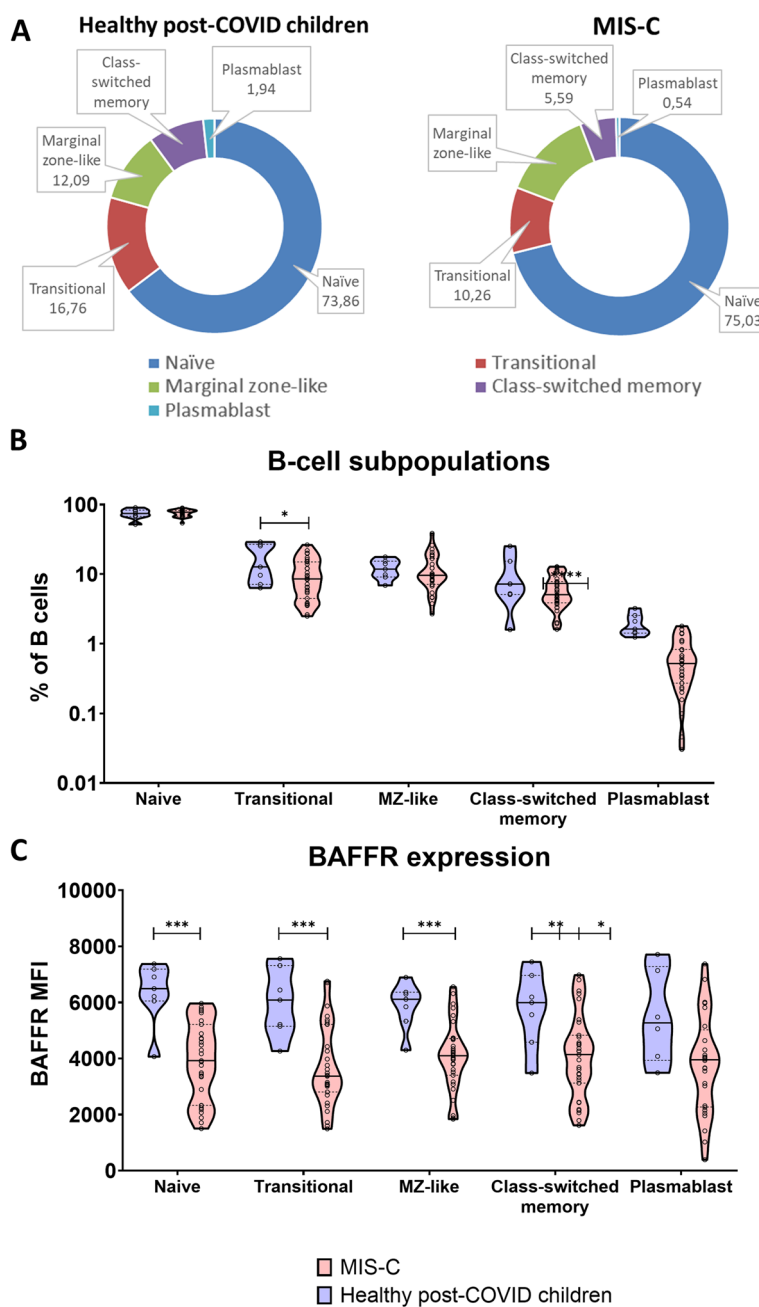 A
Healthy post-COVID children
MIS-C
Class-
switched
memory
Plasmablast
1,94
Marginal
zone-like
12,09
Transitional
16,76
Naïve
73,86
Class-switched
memory
5,59
Plasmablast
0,54
Marginal
zone-like
Transitional
10,26
Naïve
75,03
Naïve
Transitional
Marginal zone-like
Class-switched memory
Plasmablast
B
B-cell subpopulations
% of B cells
100
10
1
0.1
0.01
*
****
Naive
Transitional
MZ-like
Class-switched
memory
Plasmablast
C
BAFFR expression
BAFFR MFI
10000
8000
6000
4000
2000
0
*** *** *** ** *
Naive
Transitional
MZ-like
Class-switched
memory
Plasmablast
MIS-C
Healthy post-COVID children